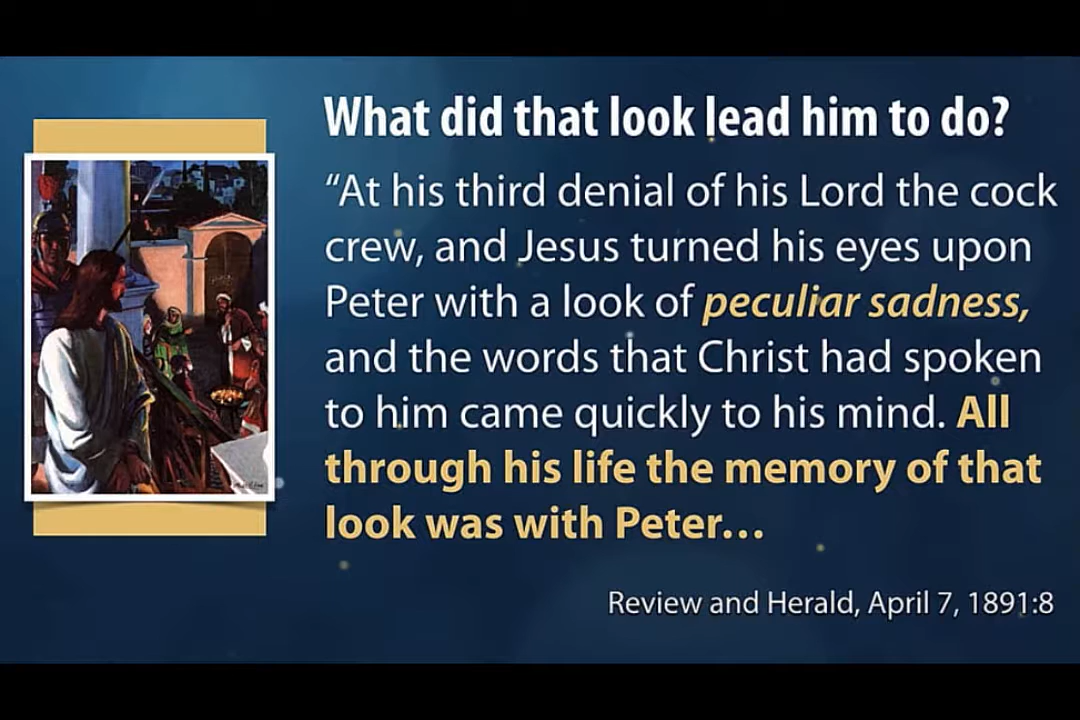 What did that look lead him to do?
“At his third denial of his Lord the cock
crew, and Jesus turned his eyes upon
Peter with a look of peculiar sadness,
and the words that Christ had spoken
to him came quickly to his mind. All
through his life the memory of that
look was with Peter…
Review and Herald, April 7, 1891:8